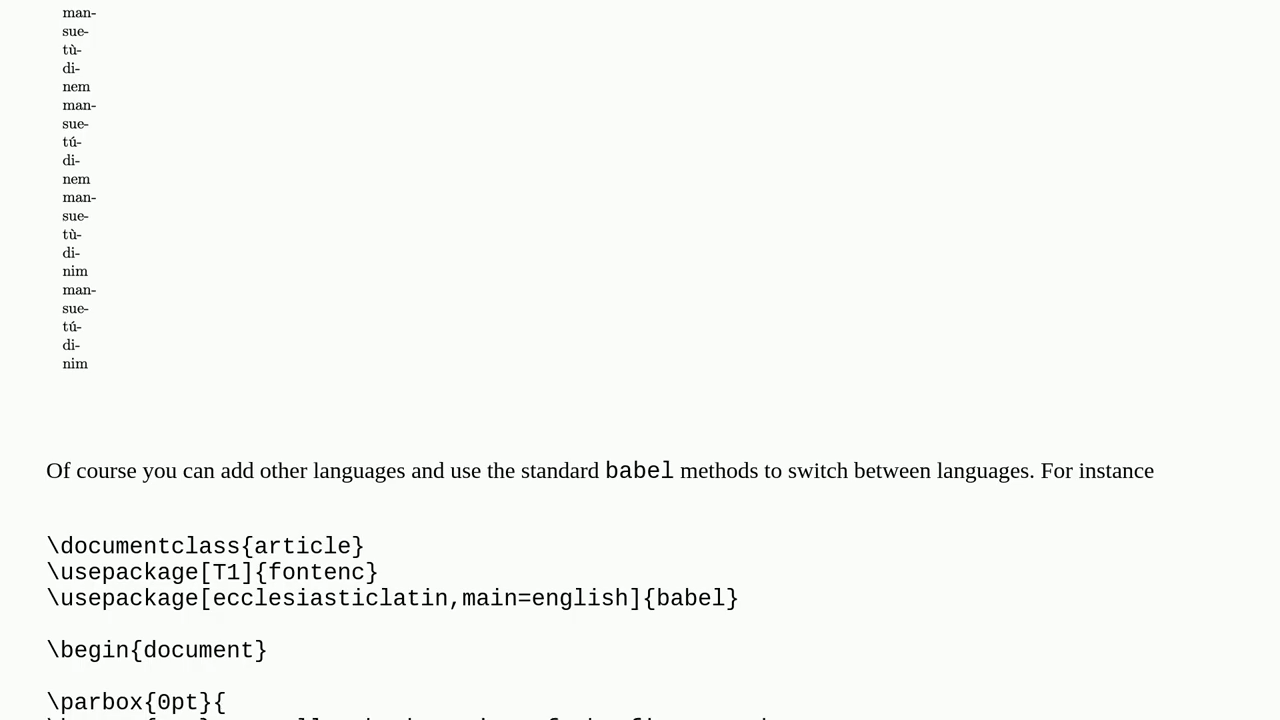 man-
sue-
tù-
di-
nem
man-
sue-
tú-
di-
nem
man-
sue-
tù-
di-
nim
man-
sue-
tú-
di-
nim
Of course you can add other languages and use the standard babel methods to switch between languages. For instance
\documentclass{article}
\usepackage[T1]{fontenc}
\usepackage[ecclesiasticlatin,main=english]{babel}
\begin{document}
\parbox{0pt}{